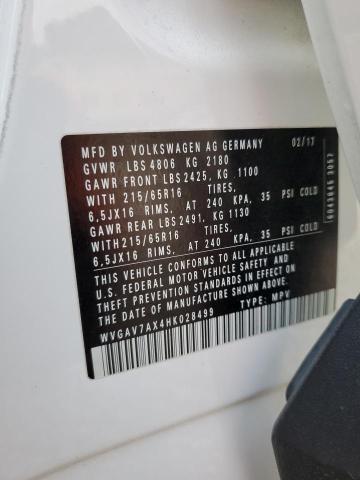 MFD BY VOLKSWAGEN AG GERMANY 02/17
GVWR LBS 4806 KG 2180
GAWR FRONT LBS 2425, KG 1100
WITH 215/65R16 TIRES,
6,5JX16 RIMS, AT 240 KPA, 35 PSI COLD
GAWR REAR LBS 2491, KG 1130
WITH 215/65R16 TIRES,
6,5JX16 RIMS, AT 240 KPA, 35 PSI COLD
THIS VEHICLE CONFORMS TO ALL APPLICABLE
U.S. FEDERAL MOTOR VEHICLE SAFETY AND
THEFT PREVENTION STANDARDS IN EFFECT ON THE
DATE OF MANUFACTURE SHOWN ABOVE.
WVGAV7AX4HK028499 TYPE: MPV
6043645 3057